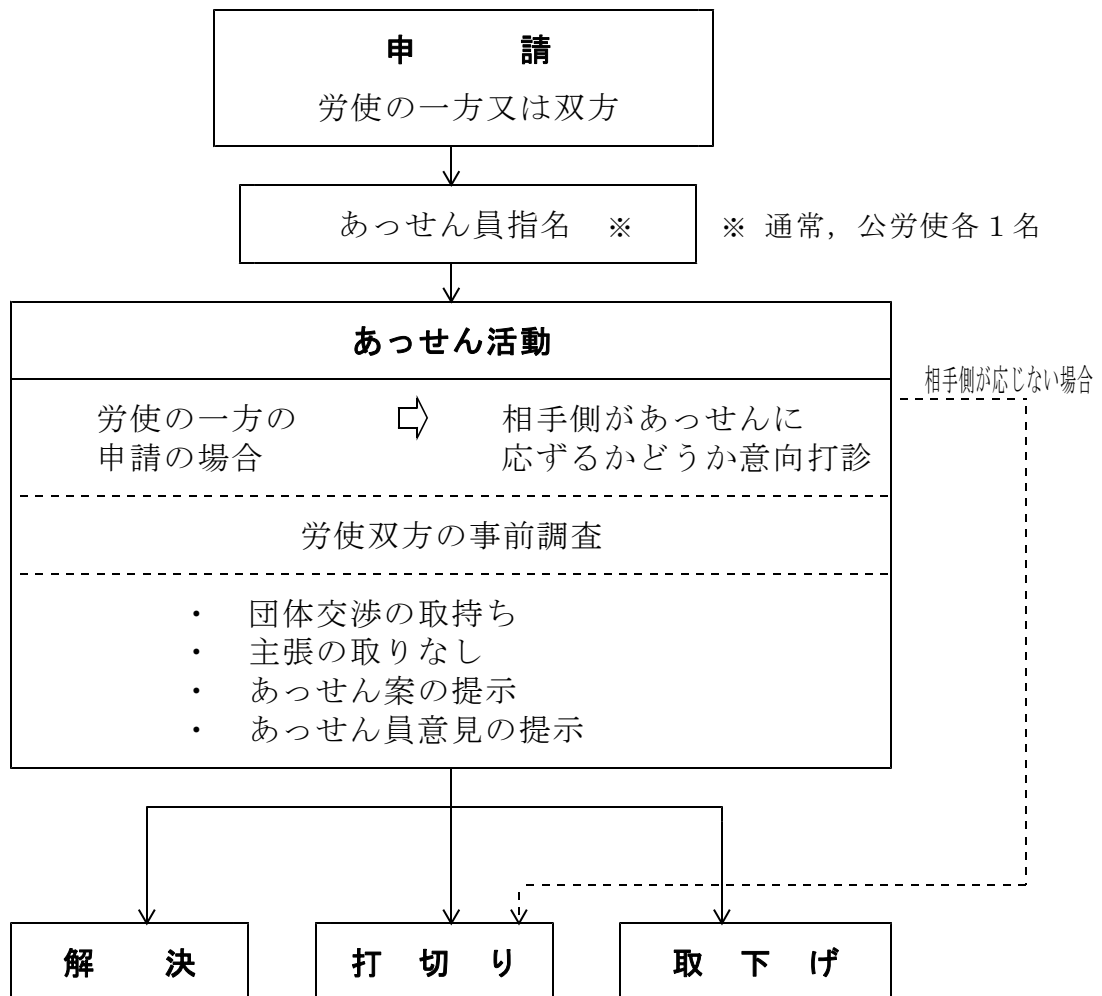 申　請
労使の一方又は双方
あっせん員指名　※
※ 通常，公労使各１名
あっせん活動
相手側が応じない場合
労使の一方の
申請の場合
相手側があっせんに
応ずるかどうか意向打診
労使双方の事前調査
・ 団体交渉の取持ち
・ 主張の取りなし
・ あっせん案の提示
・ あっせん員意見の提示
解　決
打　切　り
取　下　げ